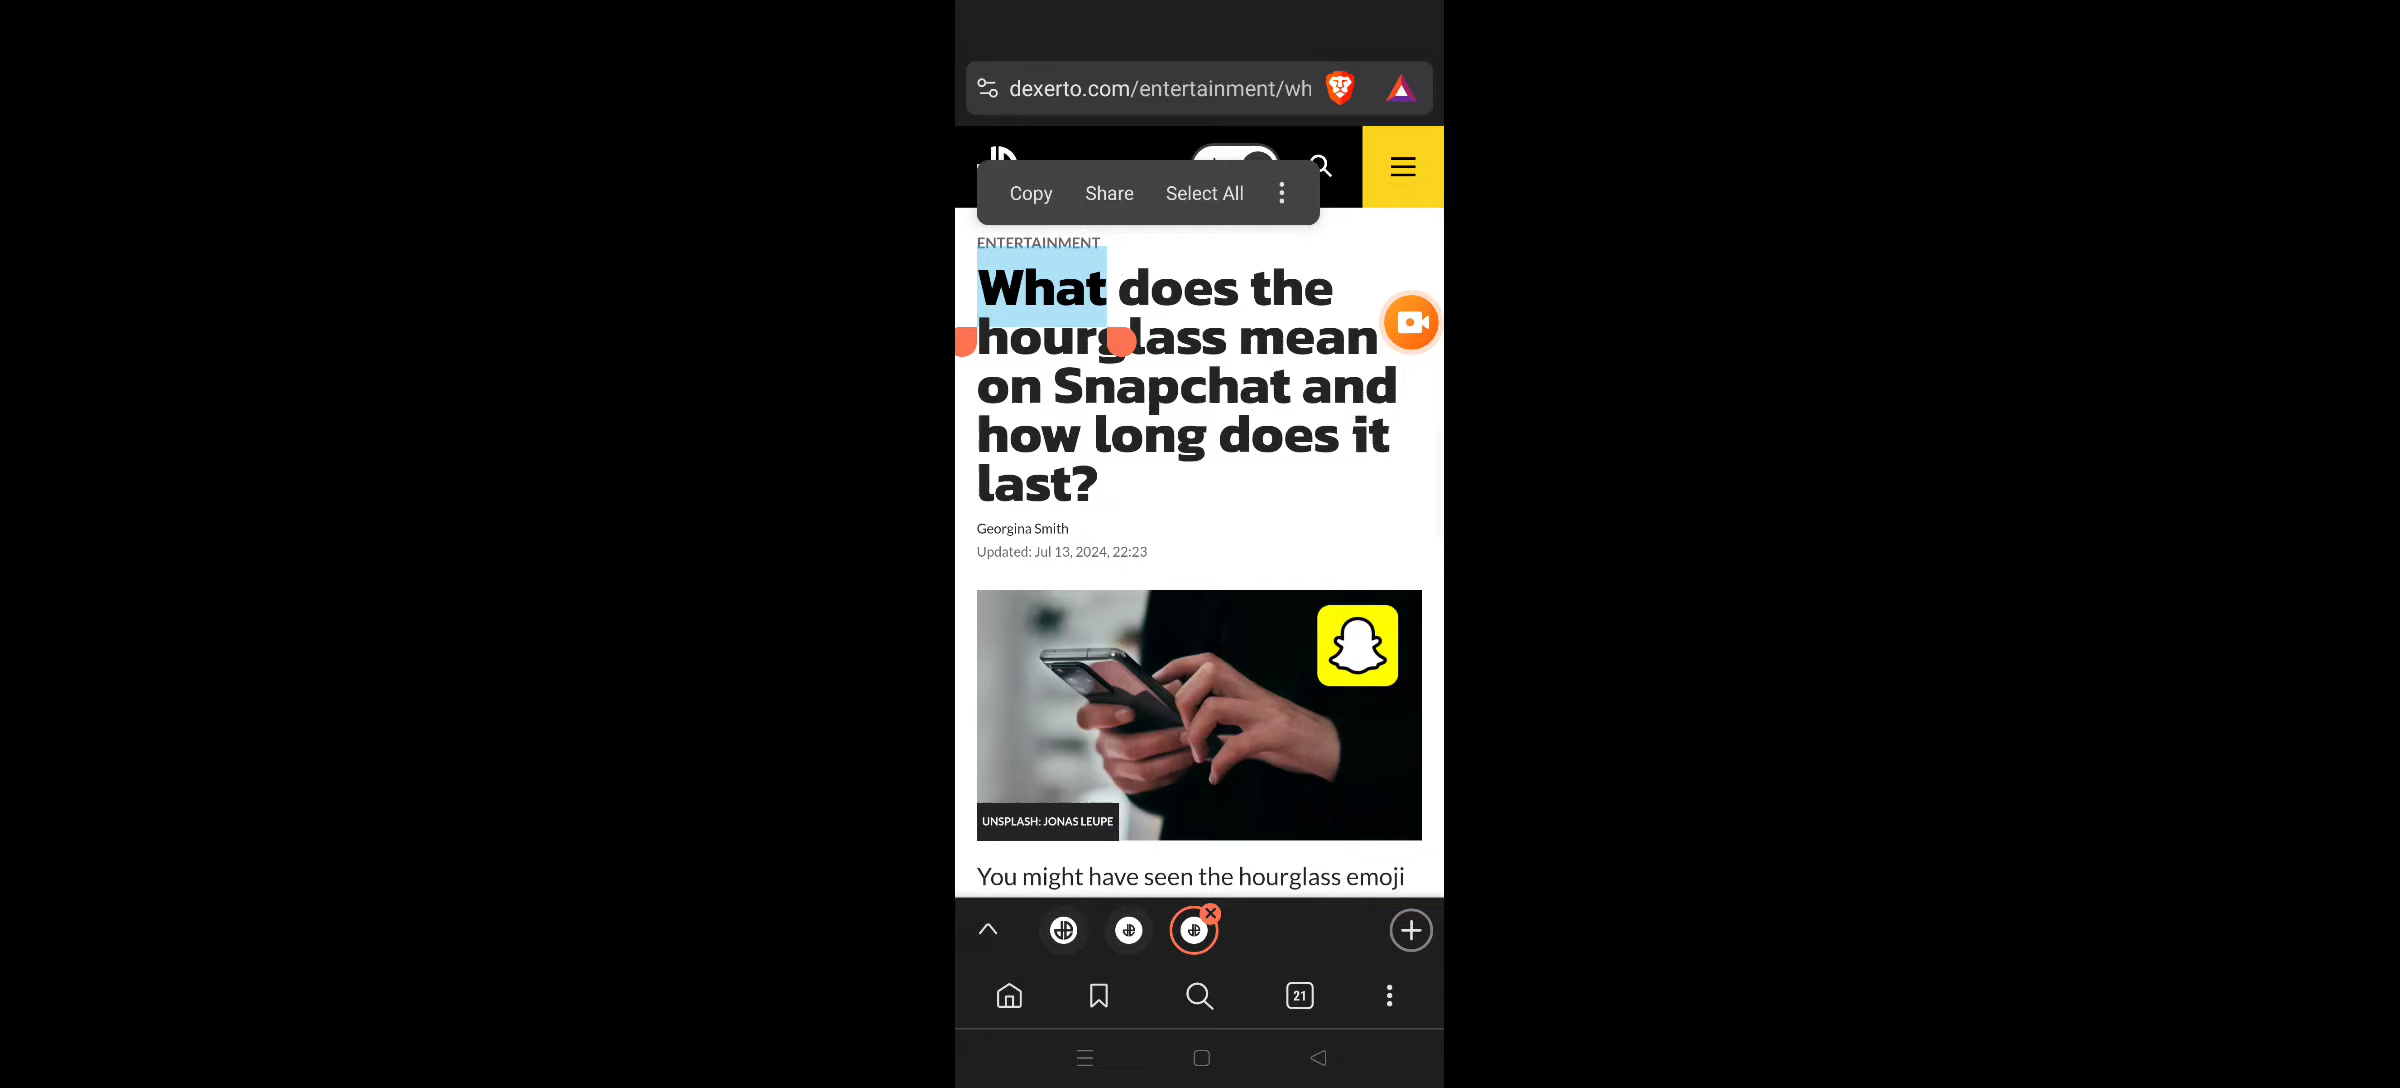 dexerto.com/entertainment/wh
Copy Share Select All
ENTERTAINMENT
What does the
hourglass mean
on Snapchat and
how long does it
last?
Georgina Smith
Updated: Jul 13, 2024, 22:23
UNSPLASH: JONAS LEUPE
You might have seen the hourglass emoji
21